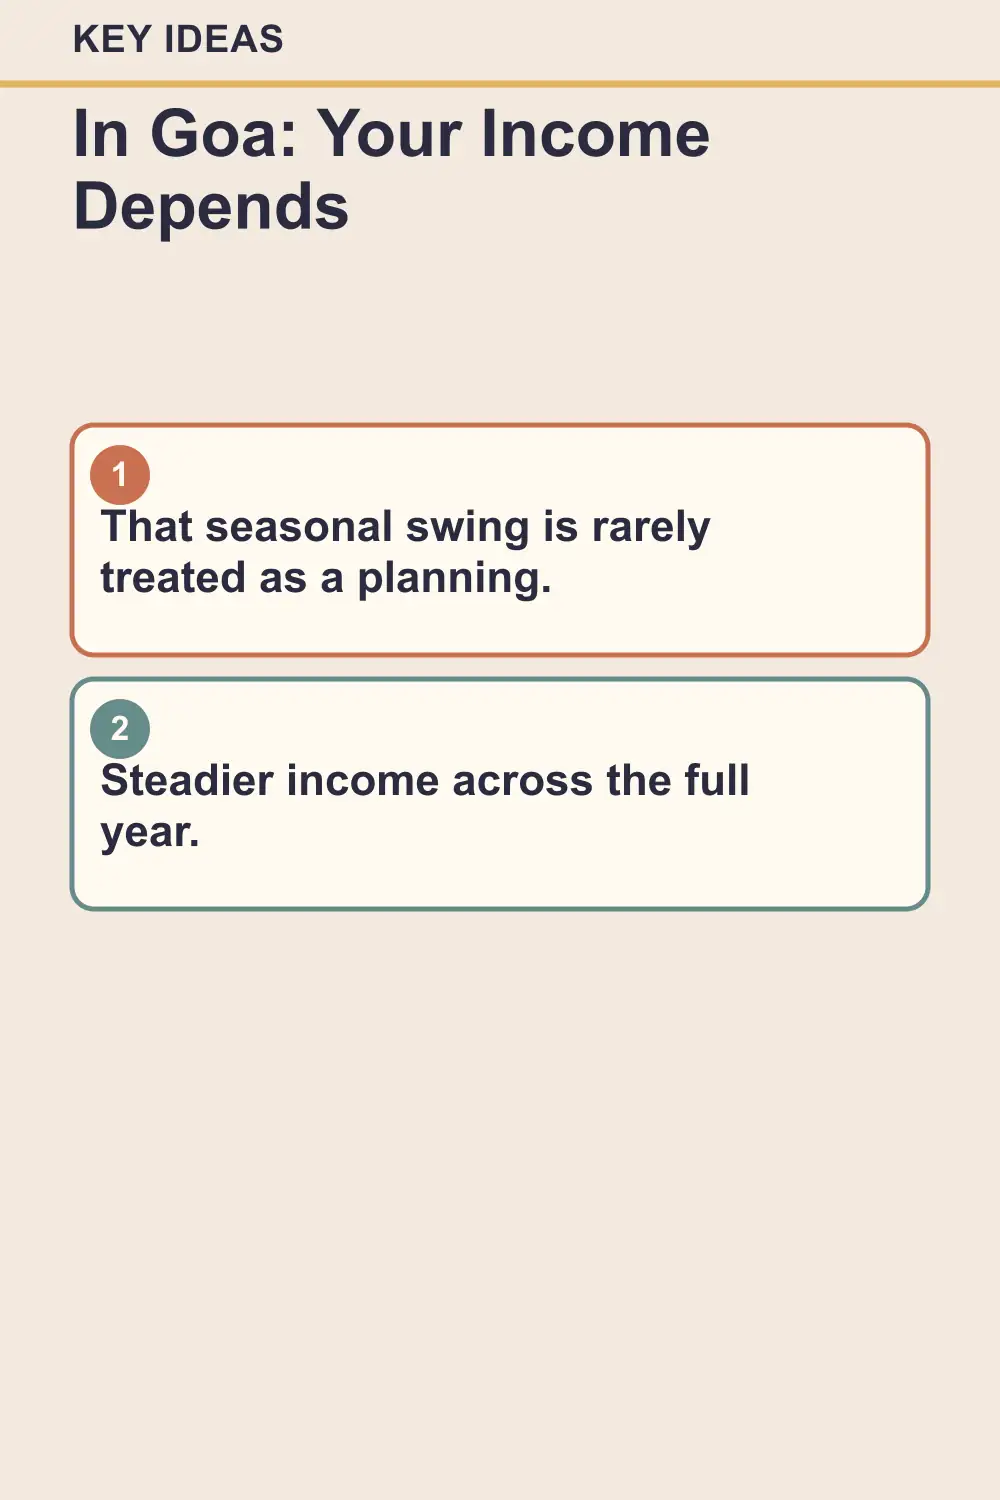 KEY IDEAS
In Goa: Your Income
Depends
1
That seasonal swing is rarely
treated as a planning.
2
Steadier income across the full
year.